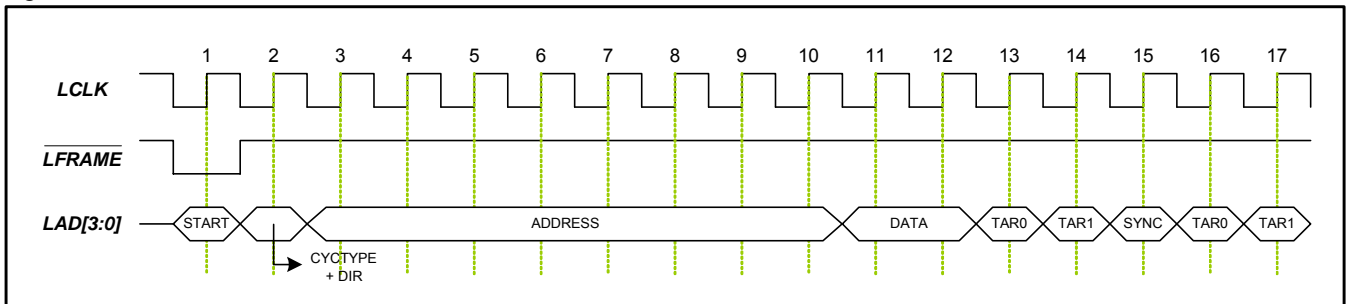 1 2 3 4 5 6 7 8 9 10 11 12 13 14 15 16 17
LCLK
LFRAME
LAD[3:0] START ADDRESS DATA TAR0 TAR1 SYNC TAR0 TAR1
CYCTYPE
+ DIR